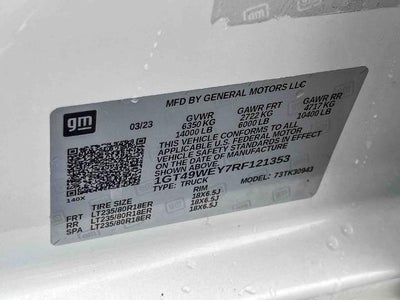 gm
MFD BY GENERAL MOTORS LLC
03/23 GVWR GAWR FRT GAWR RR
6350 KG 2722 KG 4717 KG
14000 LB 6000 LB 10400 LB
THIS VEHICLE CONFORMS TO ALL
APPLICABLE U.S. FEDERAL MOTOR
VEHICLE SAFETY STANDARDS IN EFFECT
ON THE DATE OF MANUFACTURE
SHOWN ABOVE.
1GT49WEY7RF121353
140X TYPE: TRUCK MODEL: 73TK30943
TIRE SIZE RIM
FRT LT235/80R18ER 18X6.5J
RR LT235/80R18ER 18X6.5J
SPA LT235/80R18ER 18X6.5J